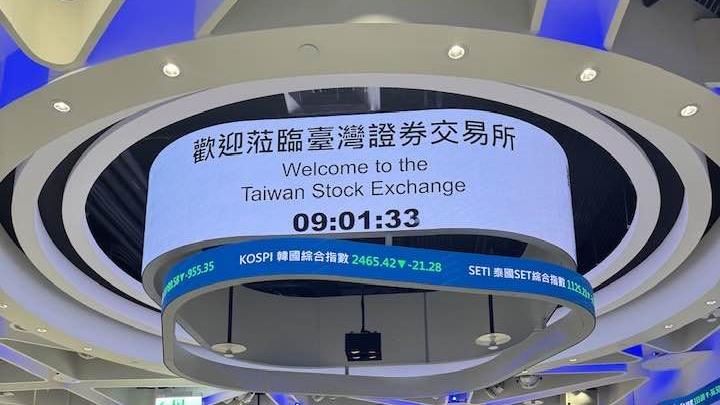 歡迎蒞臨臺灣證券交易所
Welcome to the
Taiwan Stock Exchange
09:01:33
▼-955.35
KOSPI 韓國綜合指數 2465.42▼-21.28
SETI 泰國SET綜合指數